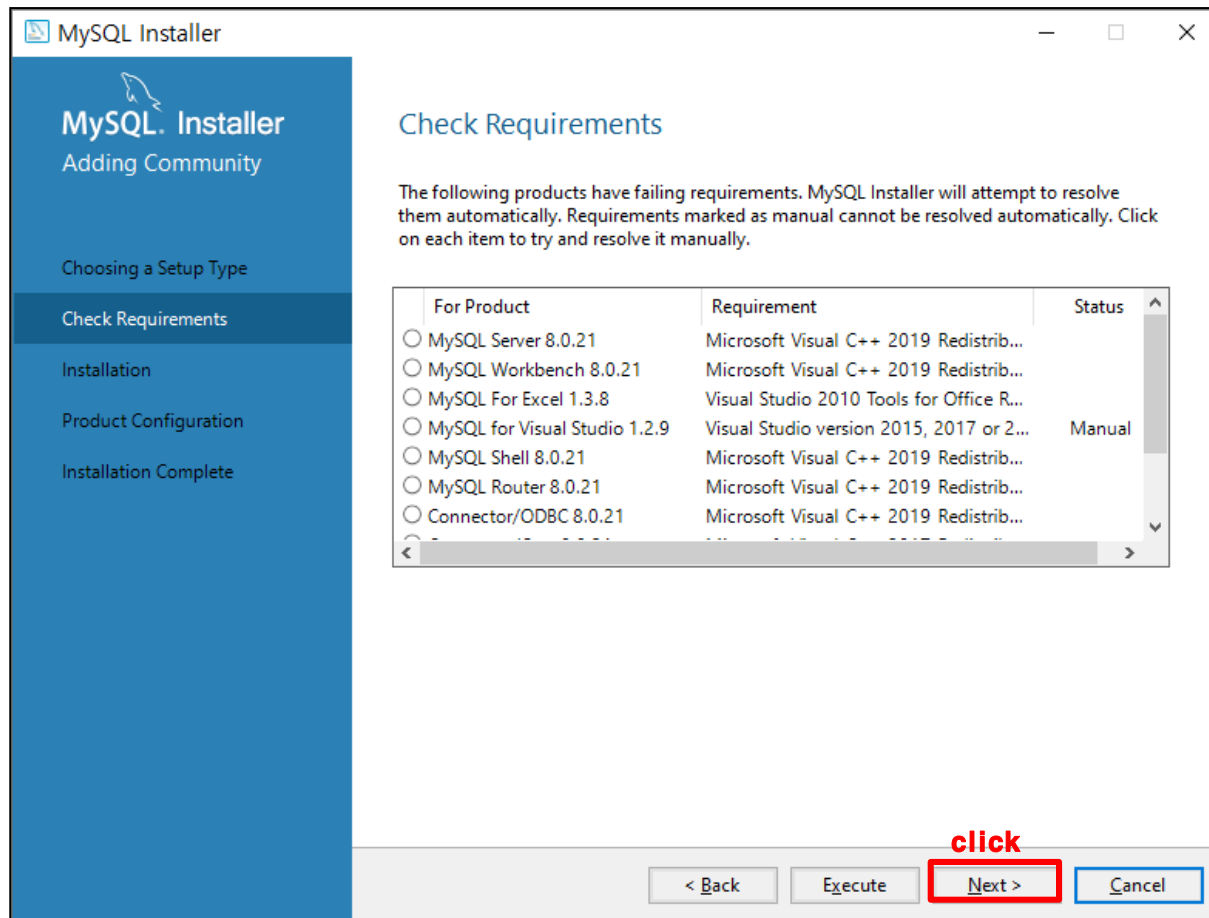 MySQL Installer
MySQL. Installer
Adding Community
Choosing a Setup Type
Check Requirements
Installation
Product Configuration
Installation Complete
Check Requirements
The following products have failing requirements. MySQL Installer will attempt to resolve
them automatically. Requirements marked as manual cannot be resolved automatically. Click
on each item to try and resolve it manually.
For Product Requirement Status
MySQL Server 8.0.21 Microsoft Visual C++ 2019 Redistrib...
MySQL Workbench 8.0.21 Microsoft Visual C++ 2019 Redistrib...
MySQL For Excel 1.3.8 Visual Studio 2010 Tools for Office R...
MySQL for Visual Studio 1.2.9 Visual Studio version 2015, 2017 or 2... Manual
MySQL Shell 8.0.21 Microsoft Visual C++ 2019 Redistrib...
MySQL Router 8.0.21 Microsoft Visual C++ 2019 Redistrib...
Connector/ODBC 8.0.21 Microsoft Visual C++ 2019 Redistrib...
click
< Back Execute Next > Cancel